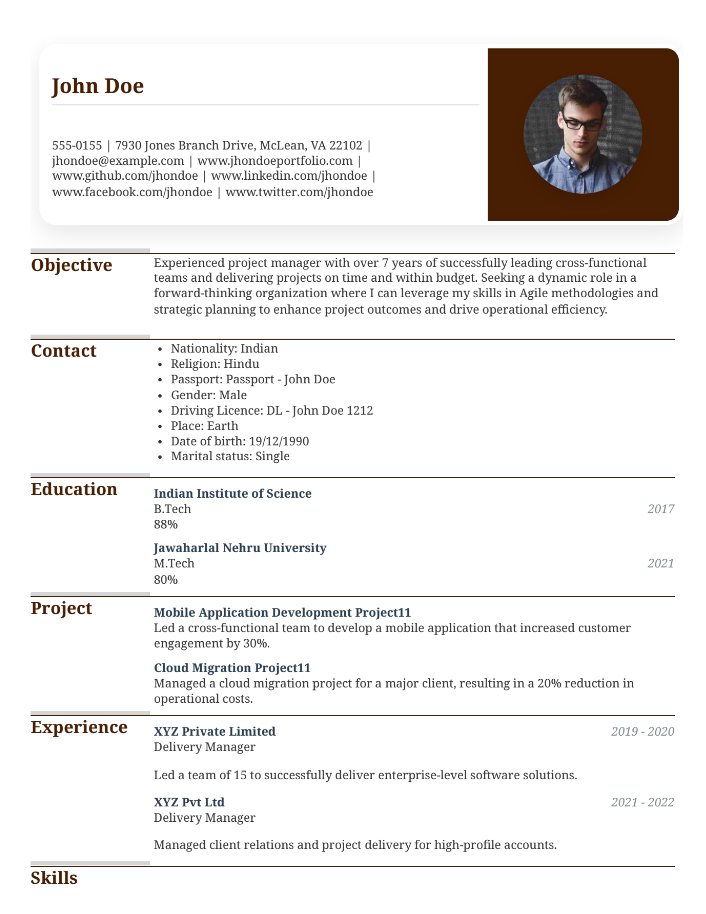 John Doe
555-0155 | 7930 Jones Branch Drive, McLean, VA 22102 |
jhondoe@example.com | www.jhondoeportfolio.com |
www.github.com/jhondoe | www.linkedin.com/jhondoe |
www.facebook.com/jhondoe | www.twitter.com/jhondoe
Objective
Experienced project manager with over 7 years of successfully leading cross-functional
teams and delivering projects on time and within budget. Seeking a dynamic role in a
forward-thinking organization where I can leverage my skills in Agile methodologies and
strategic planning to enhance project outcomes and drive operational efficiency.
Contact
• Nationality: Indian
• Religion: Hindu
• Passport: Passport - John Doe
• Gender: Male
• Driving Licence: DL - John Doe 1212
• Place: Earth
• Date of birth: 19/12/1990
• Marital status: Single
Education
Indian Institute of Science
B.Tech 2017
88%
Jawaharlal Nehru University
M.Tech 2021
80%
Project
Mobile Application Development Project11
Led a cross-functional team to develop a mobile application that increased customer
engagement by 30%.
Cloud Migration Project11
Managed a cloud migration project for a major client, resulting in a 20% reduction in
operational costs.
Experience
XYZ Private Limited 2019 - 2020
Delivery Manager
Led a team of 15 to successfully deliver enterprise-level software solutions.
XYZ Pvt Ltd 2021 - 2022
Delivery Manager
Managed client relations and project delivery for high-profile accounts.
Skills